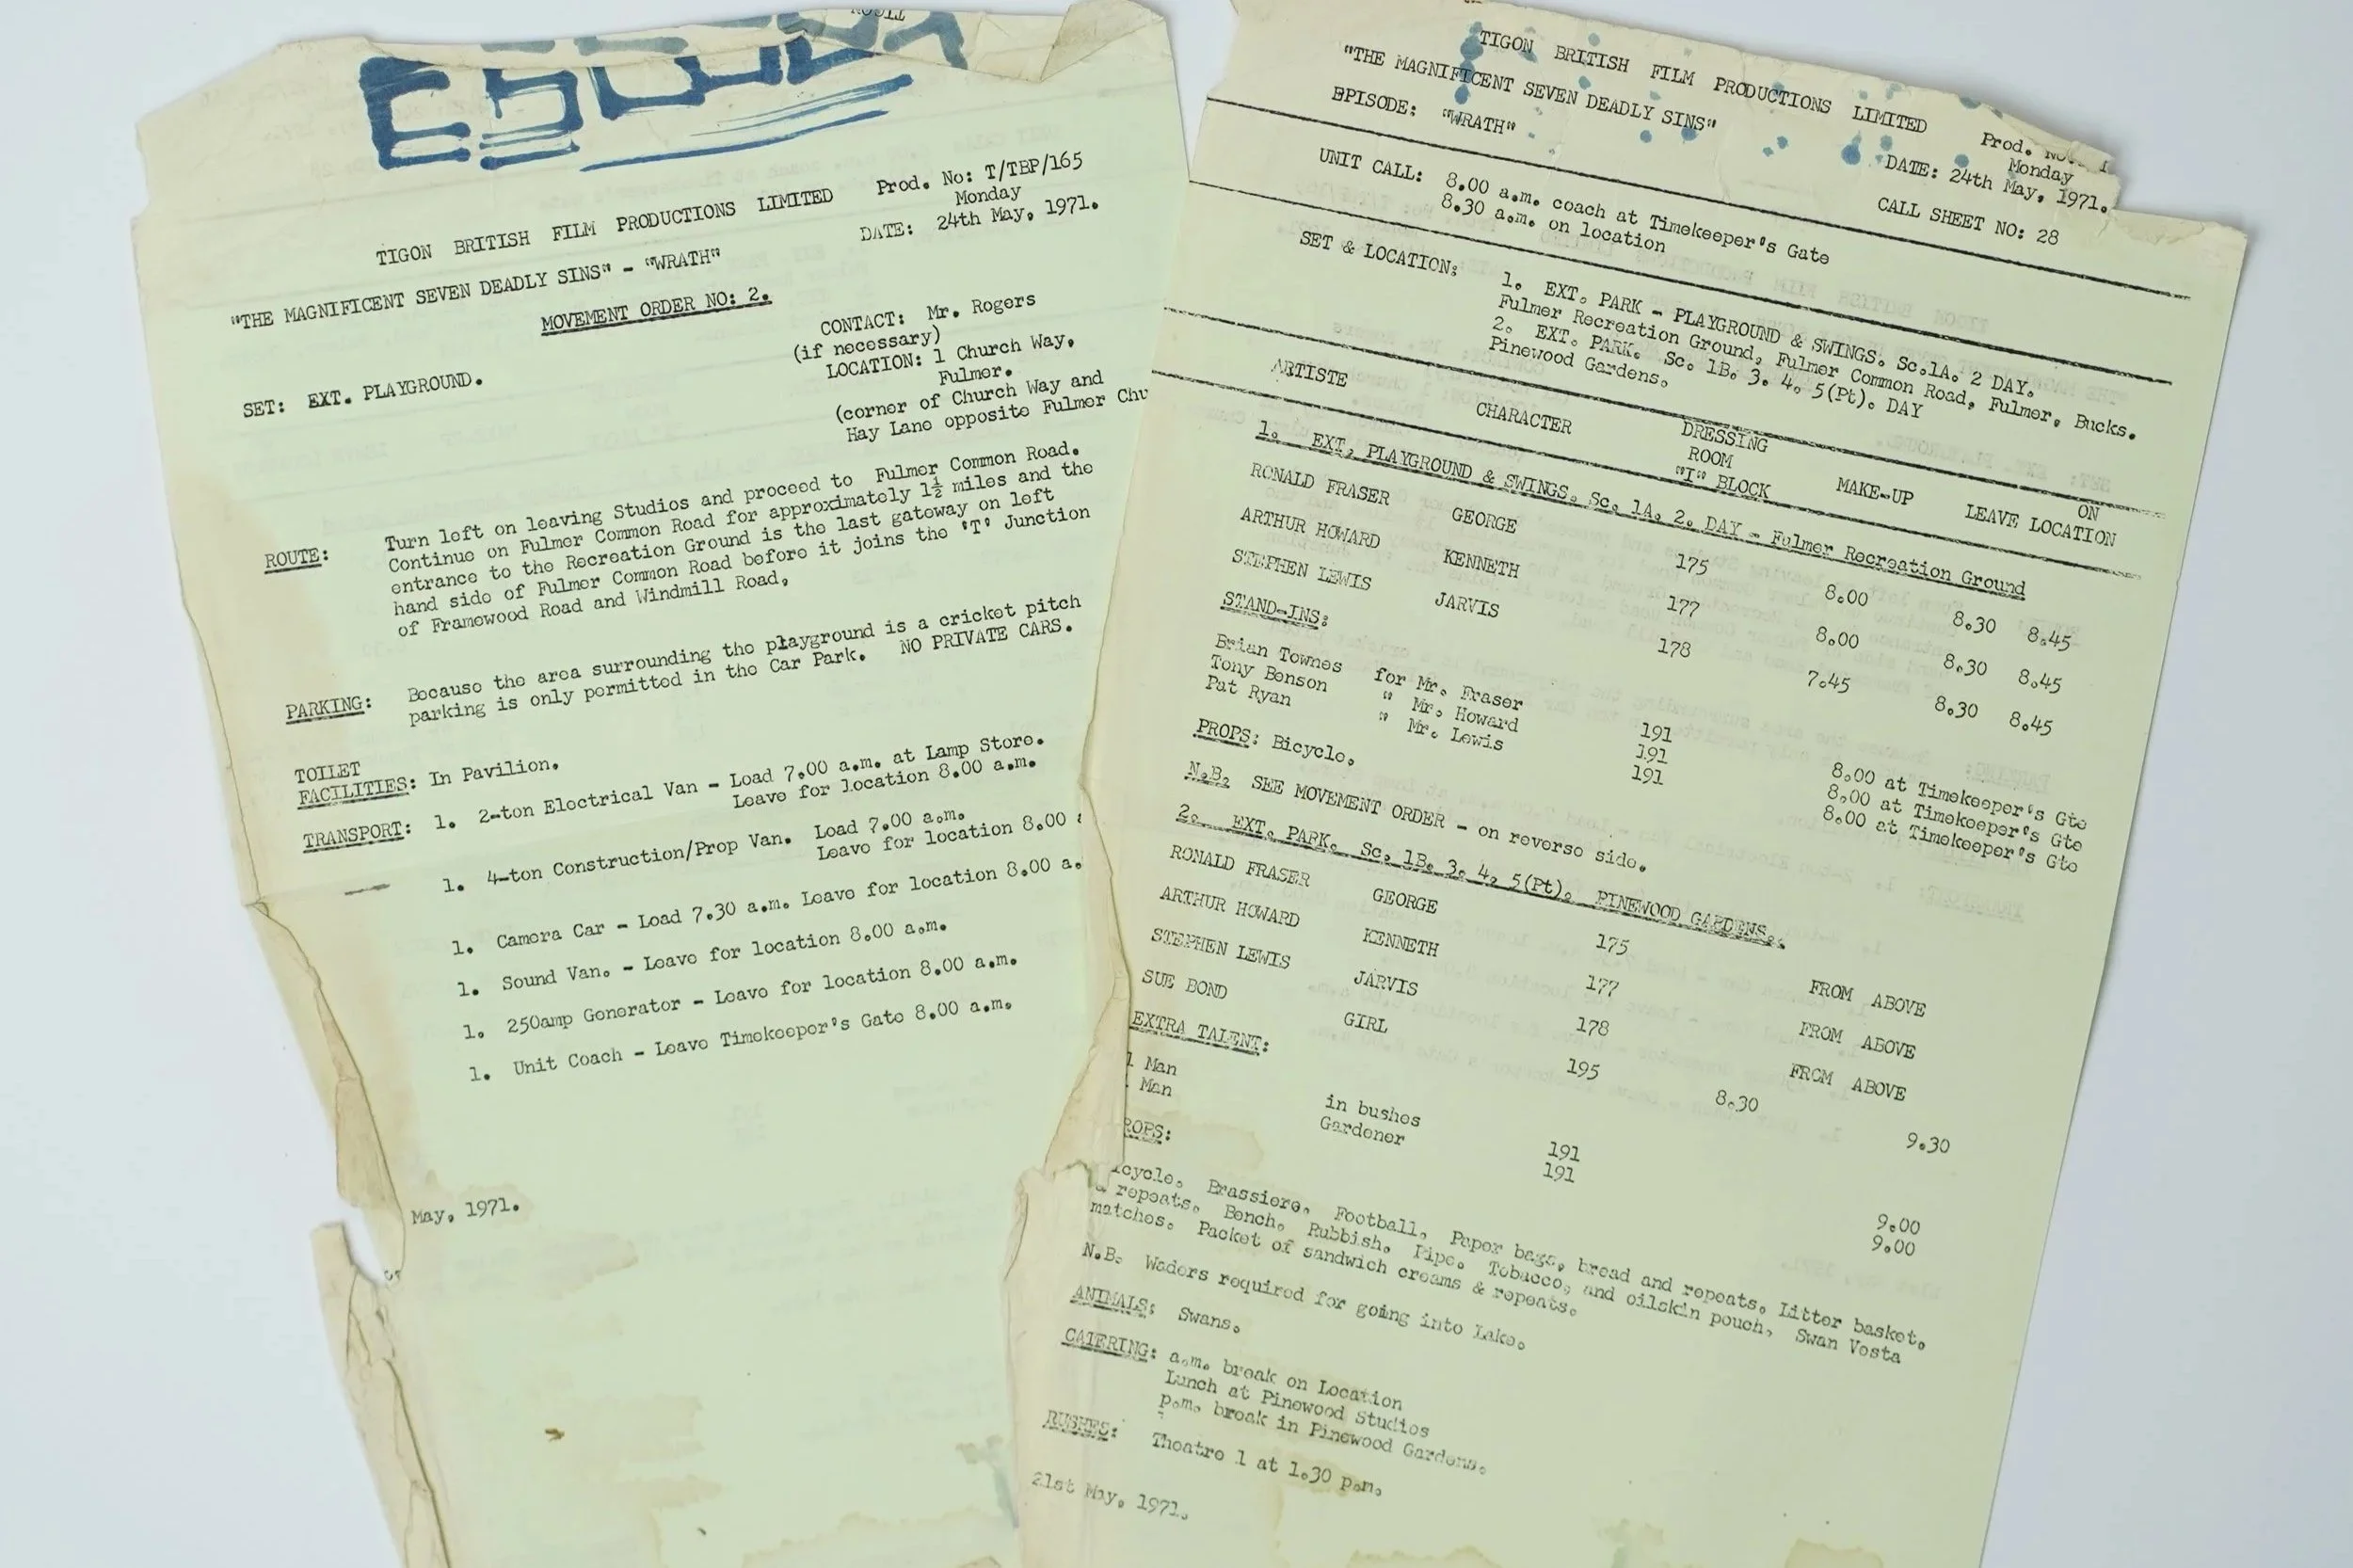 TIGON BRITISH FILM PRODUCTIONS LIMITED
Prod. No: T/TBP/165
Monday
"THE MAGNIFICENT SEVEN DEADLY SINS" - "WRATH"
DATE: 24th May, 1971.
MOVEMENT ORDER NO: 2.
SET: EXT. PLAYGROUND.
CONTACT: Mr. Rogers
(if necessary)
LOCATION: 1 Church Way,
Fulmer.
(corner of Church Way and
Hay Lane opposite Fulmer Chu
ROUTE: Turn left on leaving Studios and proceed to Fulmer Common Road.
Continue on Fulmer Common Road for approximately 1½ miles and the
entrance to the Recreation Ground is the last gateway on left
hand side of Fulmer Common Road before it joins the 'T' Junction
of Framewood Road and Windmill Road,
PARKING: Because the area surrounding the playground is a cricket pitch
parking is only permitted in the Car Park. NO PRIVATE CARS.
TOILET
FACILITIES: In Pavilion.
TRANSPORT: 1. 2-ton Electrical Van - Load 7.00 a.m. at Lamp Store.
Leave for location 8.00 a.m.
1. 4-ton Construction/Prop Van. Load 7.00 a.m.
Leave for location 8.00 a
1. Camera Car - Load 7.30 a.m. Leave for location 8.00 a.
1. Sound Van. - Leave for location 8.00 a.m.
1. 250amp Generator - Leave for location 8.00 a.m.
1. Unit Coach - Leave Timekeeper's Gate 8.00 a.m.
May, 1971.
TIGON BRITISH FILM PRODUCTIONS LIMITED
"THE MAGNIFICENT SEVEN DEADLY SINS"
Prod. No.
EPISODE: "WRATH"
Monday
DATE: 24th May, 1971.
UNIT CALL: 8.00 a.m. coach at Timekeeper's Gate
8.30 a.m. on location
CALL SHEET NO: 28
SET & LOCATION: 1. EXT. PARK - PLAYGROUND & SWINGS. Sc.1A. 2 DAY.
Fulmer Recreation Ground, Fulmer Common Road, Fulmer, Bucks.
2. EXT. PARK. Sc. 1B. 3. 4. 5(Pt). DAY
Pinewood Gardens.
ARTISTE CHARACTER DRESSING ROOM "I" BLOCK MAKE-UP LEAVE ON LOCATION
1. EXT. PLAYGROUND & SWINGS. Sc. 1A. 2. DAY - Fulmer Recreation Ground
RONALD FRASER GEORGE 175 8.00 8.30 8.45
ARTHUR HOWARD KENNETH 177 8.00 8.30 8.45
STEPHEN LEWIS JARVIS 178 7.45 8.30 8.45
STAND-INS:
Brian Townes for Mr. Fraser 191 8.00 at Timekeeper's Gte
Tony Benson " Mr. Howard 191 8.00 at Timekeeper's Gte
Pat Ryan " Mr. Lewis 191 8.00 at Timekeeper's Gte
PROPS: Bicycle.
N.B. SEE MOVEMENT ORDER - on reverse side.
2. EXT. PARK. Sc. 1B. 3. 4. 5(Pt). PINEWOOD GARDENS.
RONALD FRASER GEORGE 175 FROM ABOVE
ARTHUR HOWARD KENNETH 177 FROM ABOVE
STEPHEN LEWIS JARVIS 178 FROM ABOVE
SUE BOND GIRL 195 8.30 9.30
EXTRA TALENT:
1 Man in bushes 191 9.00
Man Gardener 191 9.00
ROPS:
icycle. Brassiere. Football, Paper bags, bread and repeats. Litter basket.
& repeats. Bench. Rubbish. Pipe. Tobacco, and oilskin pouch, Swan Vesta
matches. Packet of sandwich creams & repeats.
N.B. Waders required for going into Lake.
ANIMALS: Swans.
CATERING: a.m. break on Location
Lunch at Pinewood Studios
p.m. break in Pinewood Gardens.
RUSHES: Theatre 1 at 1.30 p.m.
21st May, 1971.